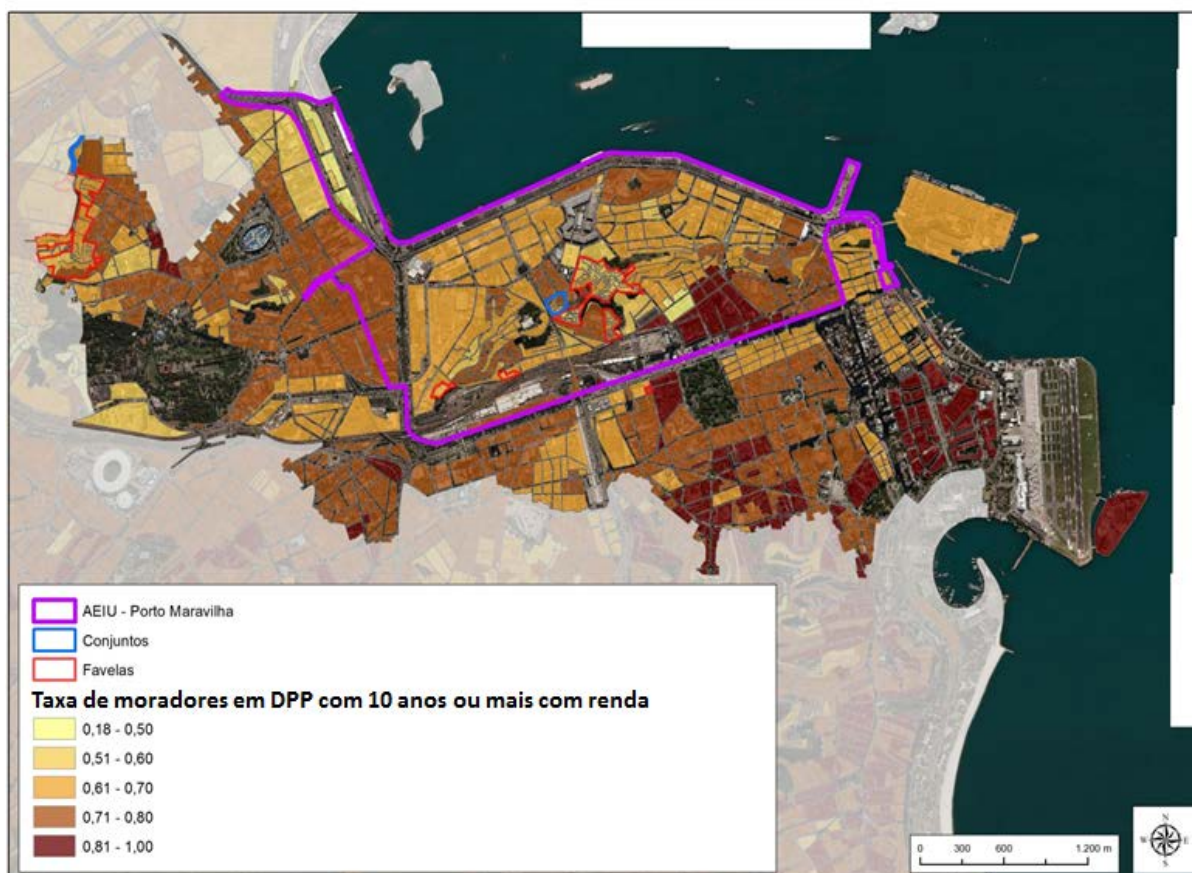 AEIU - Porto Maravilha
Conjuntos
Favelas
Taxa de moradores em DPP com 10 anos ou mais com renda
0,18 - 0,50
0,51 - 0,60
0,61 - 0,70
0,71 - 0,80
0,81 - 1,00
0 300 600 1.200 m
N
W E
S